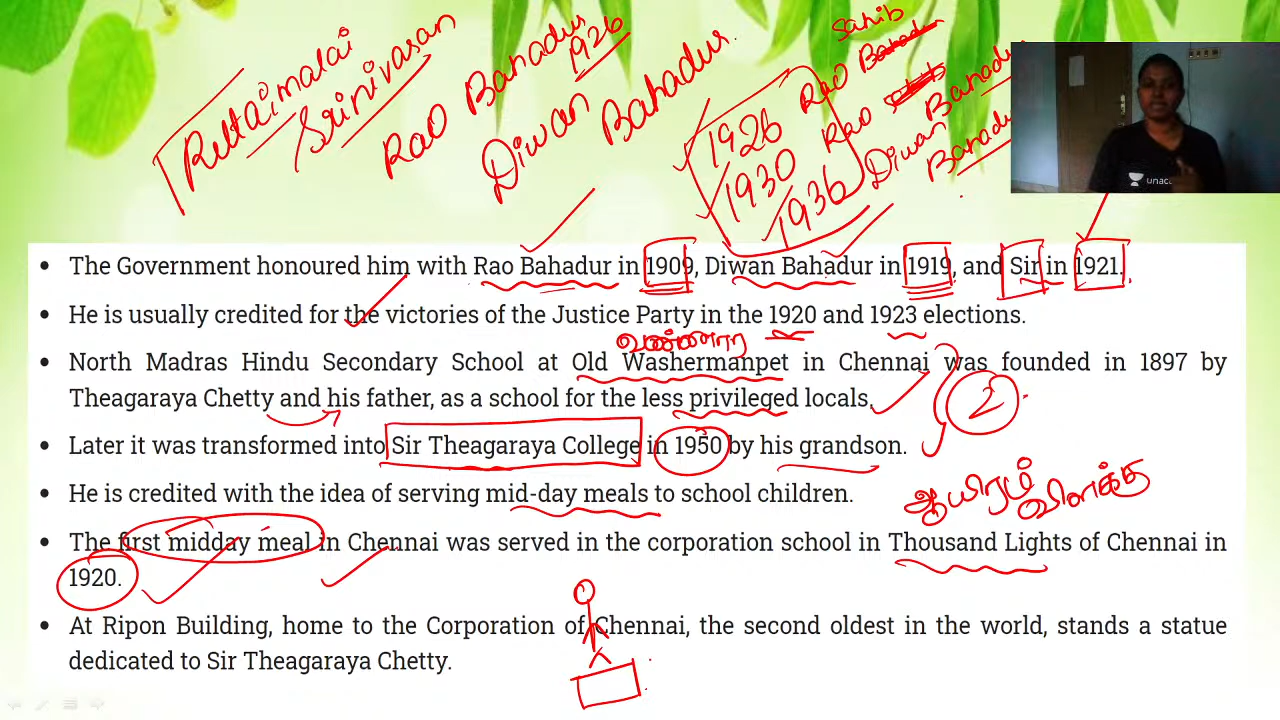 Rettaimalai
Srinivasan
Rao Bahadur
1926
Diwan Bahadur.
1926 Rao Bahadur Sahib
1930 Rao Sahib Bahadur
1936 Diwan Bahadur
unac
• The Government honoured him with Rao Bahadur in 1909, Diwan Bahadur in 1919, and Sir in 1921.
• He is usually credited for the victories of the Justice Party in the 1920 and 1923 elections.
• North Madras Hindu Secondary School at Old Washermanpet in Chennai was founded in 1897 by
Theagaraya Chetty and his father, as a school for the less privileged locals.
2
• Later it was transformed into Sir Theagaraya College in 1950 by his grandson.
• He is credited with the idea of serving mid-day meals to school children.
ஆயிரம்
விளக்கு
• The first midday meal in Chennai was served in the corporation school in Thousand Lights of Chennai in
1920.
• At Ripon Building, home to the Corporation of Chennai, the second oldest in the world, stands a statue
dedicated to Sir Theagaraya Chetty.